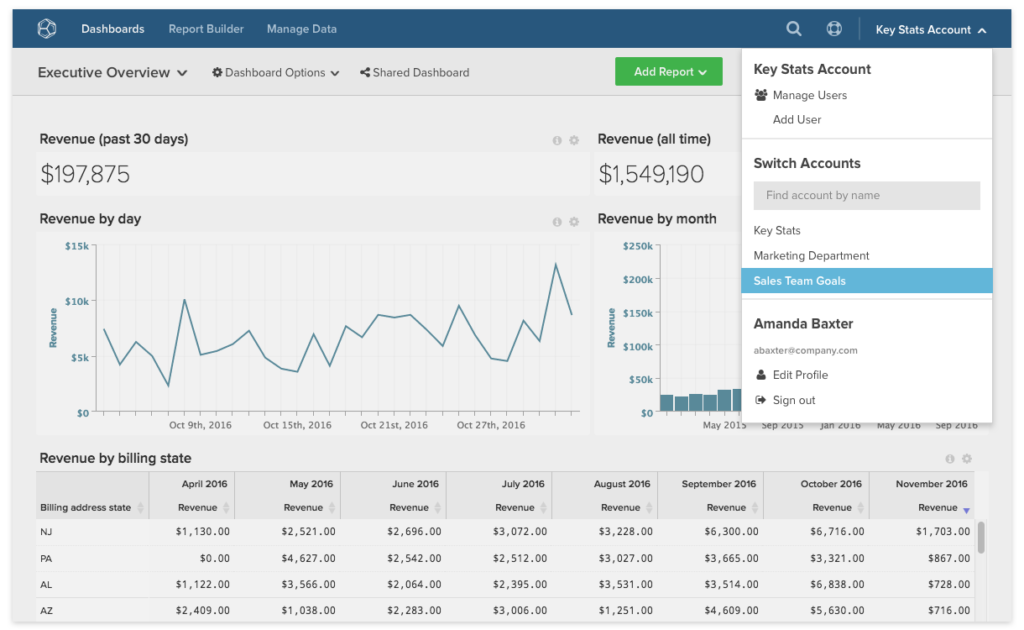 Dashboards Report Builder Manage Data Key Stats Account
Executive Overview Dashboard Options Shared Dashboard Add Report
Key Stats Account
Manage Users
Add User
Switch Accounts
Find account by name
Key Stats
Marketing Department
Sales Team Goals
Amanda Baxter
abaxter@company.com
Edit Profile
Sign out
Revenue (past 30 days)
$197,875
Revenue (all time)
$1,549,190
Revenue by day
$15k
$10k
$5k
$0
Revenue
Oct 9th, 2016 Oct 15th, 2016 Oct 21st, 2016 Oct 27th, 2016
Revenue by month
$250k
$200k
$150k
$100k
$50k
$0
Revenue
May 2015 Sep 2015 Jan 2016 May 2016 Sep 2016
Revenue by billing state
April 2016 May 2016 June 2016 July 2016 August 2016 September 2016 October 2016 November 2016
Billing address state Revenue Revenue Revenue Revenue Revenue Revenue Revenue Revenue
NJ $1,130.00 $2,521.00 $2,696.00 $3,072.00 $3,228.00 $6,300.00 $6,716.00 $1,703.00
PA $0.00 $4,627.00 $2,542.00 $2,512.00 $3,027.00 $3,665.00 $3,321.00 $867.00
AL $1,122.00 $3,566.00 $2,064.00 $2,395.00 $3,531.00 $3,514.00 $6,838.00 $728.00
AZ $2,409.00 $1,038.00 $2,283.00 $3,006.00 $1,251.00 $4,609.00 $5,630.00 $716.00